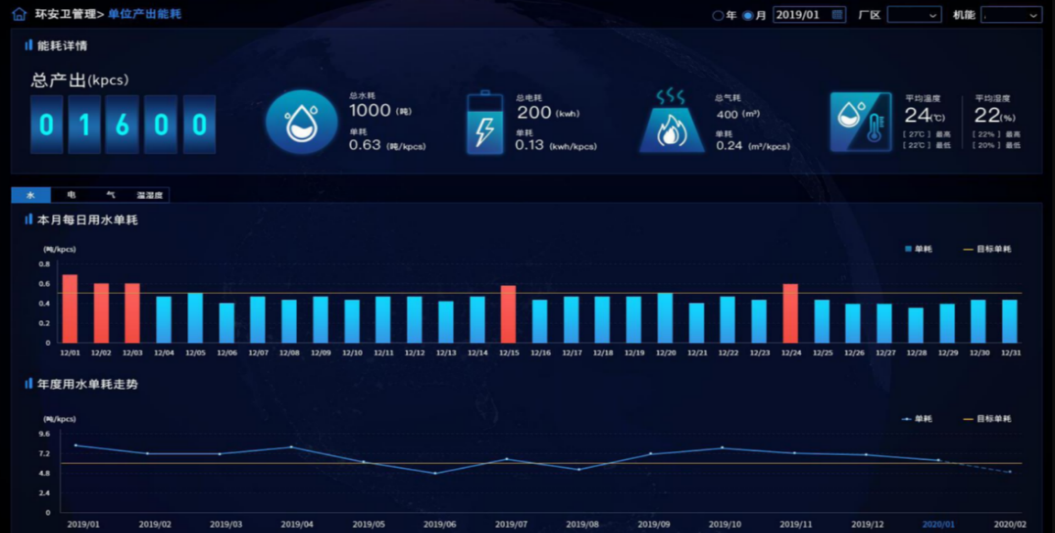 环安卫管理> 单位产出能耗
年 月 2019/01 厂区 机能
能耗详情
总产出(kpcs)
01600
总水耗
1000 (吨)
单耗
0.63 (吨/kpcs)
总电耗
200 (kwh)
单耗
0.13 (kwh/kpcs)
总气耗
400 (m³)
单耗
0.24 (m³/kpcs)
平均温度
24(℃)
[ 27℃ ] 最高
[ 22℃ ] 最低
平均湿度
22(%)
[ 22% ] 最高
[ 20% ] 最低
水 电 气 温湿度
本月每日用水单耗
(吨/kpcs)
单耗 目标单耗
0.8
0.6
0.4
0.2
0
12/01 12/02 12/03 12/04 12/05 12/06 12/07 12/08 12/09 12/10 12/11 12/12 12/13 12/14 12/15 12/16 12/17 12/18 12/19 12/20 12/21 12/22 12/23 12/24 12/25 12/26 12/27 12/28 12/29 12/30 12/31
年度用水单耗走势
(吨/kpcs)
单耗 目标单耗
9.6
7.2
4.8
2.4
0
2019/01 2019/02 2019/03 2019/04 2019/05 2019/06 2019/07 2019/08 2019/09 2019/10 2019/11 2019/12 2020/01 2020/02